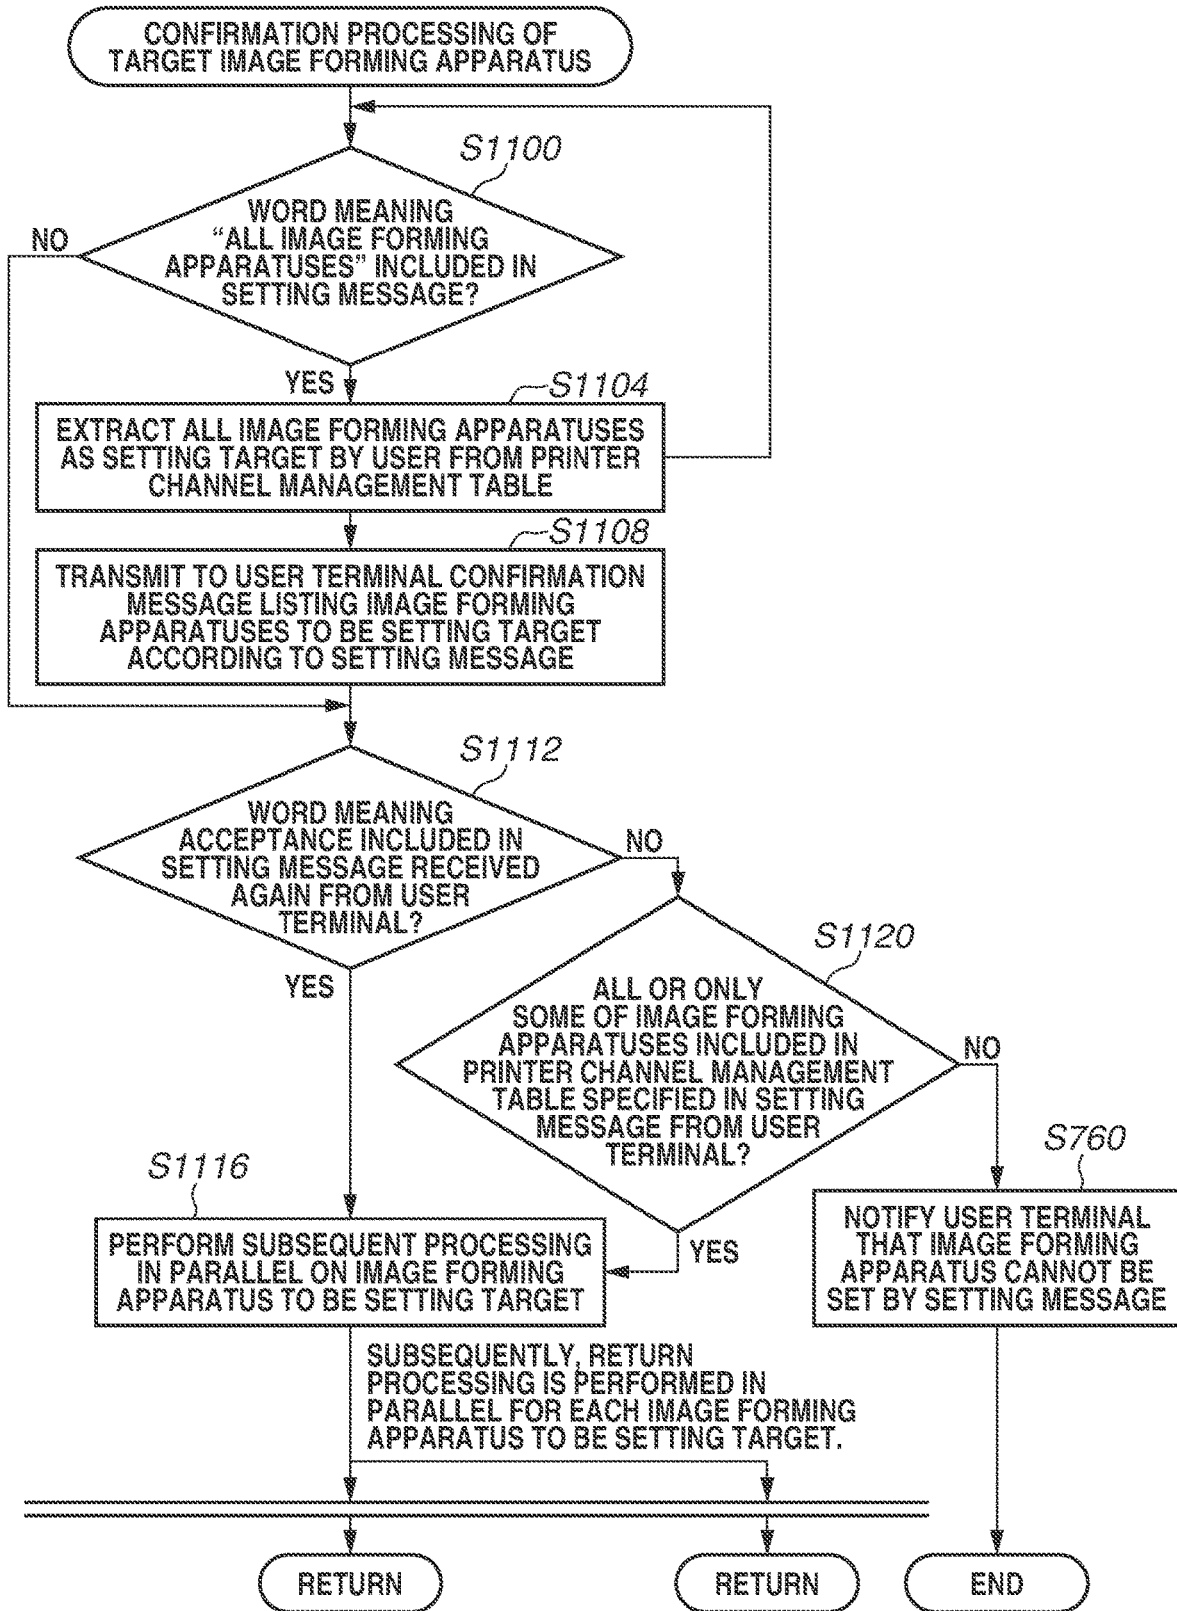 CONFIRMATION PROCESSING OF
TARGET IMAGE FORMING APPARATUS
S1100
WORD MEANING
“ALL IMAGE FORMING
APPARATUSES” INCLUDED IN
SETTING MESSAGE?
NO
YES
S1104
EXTRACT ALL IMAGE FORMING APPARATUSES
AS SETTING TARGET BY USER FROM PRINTER
CHANNEL MANAGEMENT TABLE
S1108
TRANSMIT TO USER TERMINAL CONFIRMATION
MESSAGE LISTING IMAGE FORMING
APPARATUSES TO BE SETTING TARGET
ACCORDING TO SETTING MESSAGE
S1112
WORD MEANING
ACCEPTANCE INCLUDED IN
SETTING MESSAGE RECEIVED
AGAIN FROM USER
TERMINAL?
NO
YES
S1120
ALL OR ONLY
SOME OF IMAGE FORMING
APPARATUSES INCLUDED IN
PRINTER CHANNEL MANAGEMENT
TABLE SPECIFIED IN SETTING
MESSAGE FROM USER
TERMINAL?
NO
YES
S1116
PERFORM SUBSEQUENT PROCESSING
IN PARALLEL ON IMAGE FORMING
APPARATUS TO BE SETTING TARGET
S760
NOTIFY USER TERMINAL
THAT IMAGE FORMING
APPARATUS CANNOT BE
SET BY SETTING MESSAGE
SUBSEQUENTLY, RETURN
PROCESSING IS PERFORMED IN
PARALLEL FOR EACH IMAGE FORMING
APPARATUS TO BE SETTING TARGET.
RETURN
RETURN
END